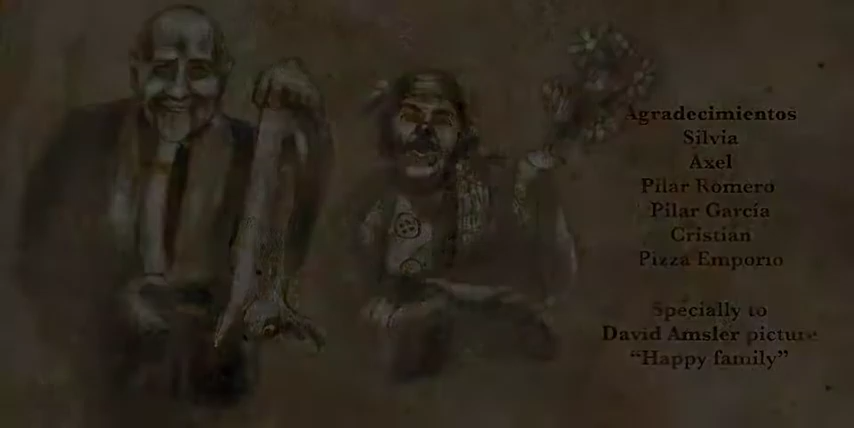 Agradecimientos
Silvia
Axel
Pilar Romero
Pilar García
Cristian
Pizza Emporio
Specially to
David Amsler picture
“Happy family”